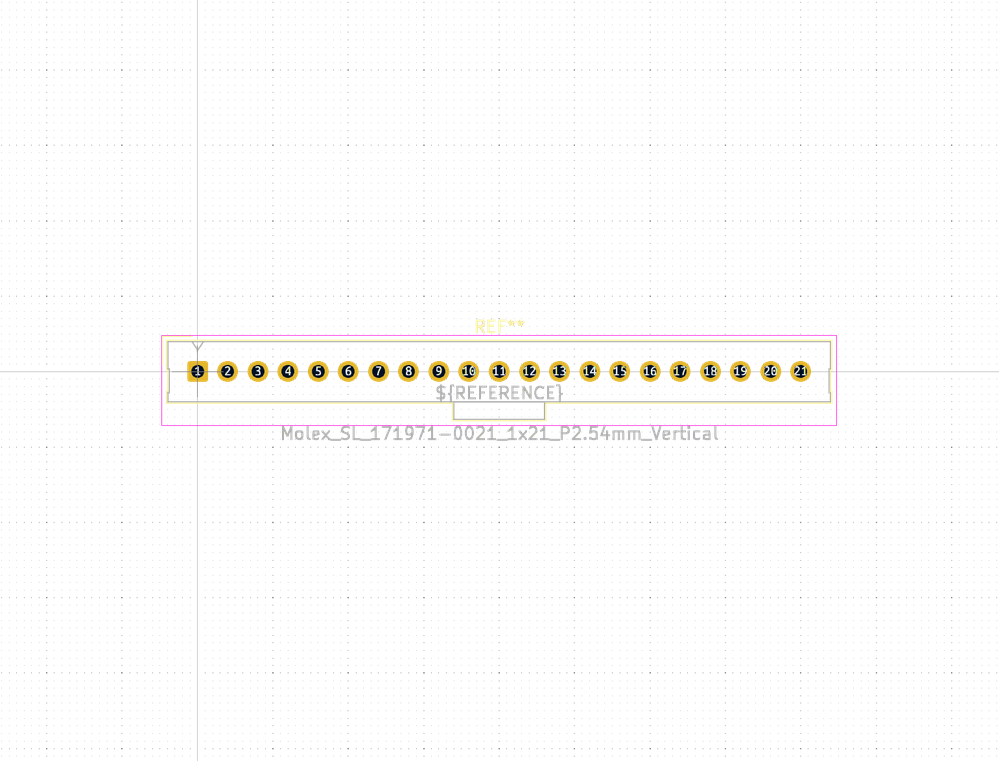 REF**
1 2 3 4 5 6 7 8 9 10 11 12 13 14 15 16 17 18 19 20 21
${REFERENCE}
Molex_SL_171971-0021_1x21_P2.54mm_Vertical